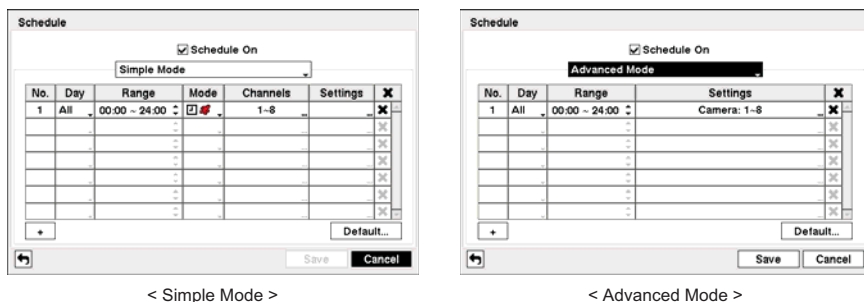 Schedule
Schedule On
Simple Mode
No. Day Range Mode Channels Settings
1 All 00:00 ~ 24:00 1~8 ...
+ Default...
Save Cancel
< Simple Mode >
Schedule
Schedule On
Advanced Mode
No. Day Range Settings
1 All 00:00 ~ 24:00 Camera: 1~8 ...
+ Default...
Save Cancel
< Advanced Mode >